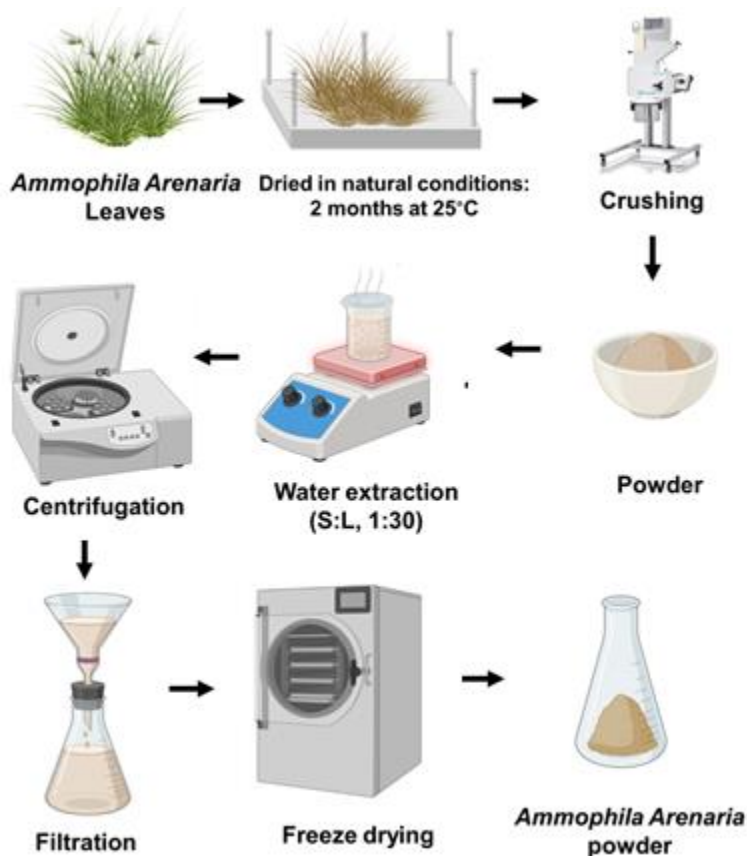 Ammophila Arenaria
Leaves
Dried in natural conditions:
2 months at 25°C
Crushing
Powder
Water extraction
(S:L, 1:30)
Centrifugation
Filtration
Freeze drying
Ammophila Arenaria
powder